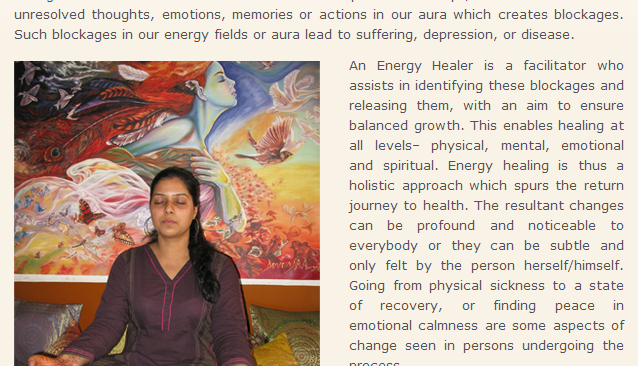 unresolved thoughts, emotions, memories or actions in our aura which creates blockages.
Such blockages in our energy fields or aura lead to suffering, depression, or disease.
An Energy Healer is a facilitator who
assists in identifying these blockages and
releasing them, with an aim to ensure
balanced growth. This enables healing at
all levels– physical, mental, emotional
and spiritual. Energy healing is thus a
holistic approach which spurs the return
journey to health. The resultant changes
can be profound and noticeable to
everybody or they can be subtle and
only felt by the person herself/himself.
Going from physical sickness to a state
of recovery, or finding peace in
emotional calmness are some aspects of
change seen in persons undergoing the
process.